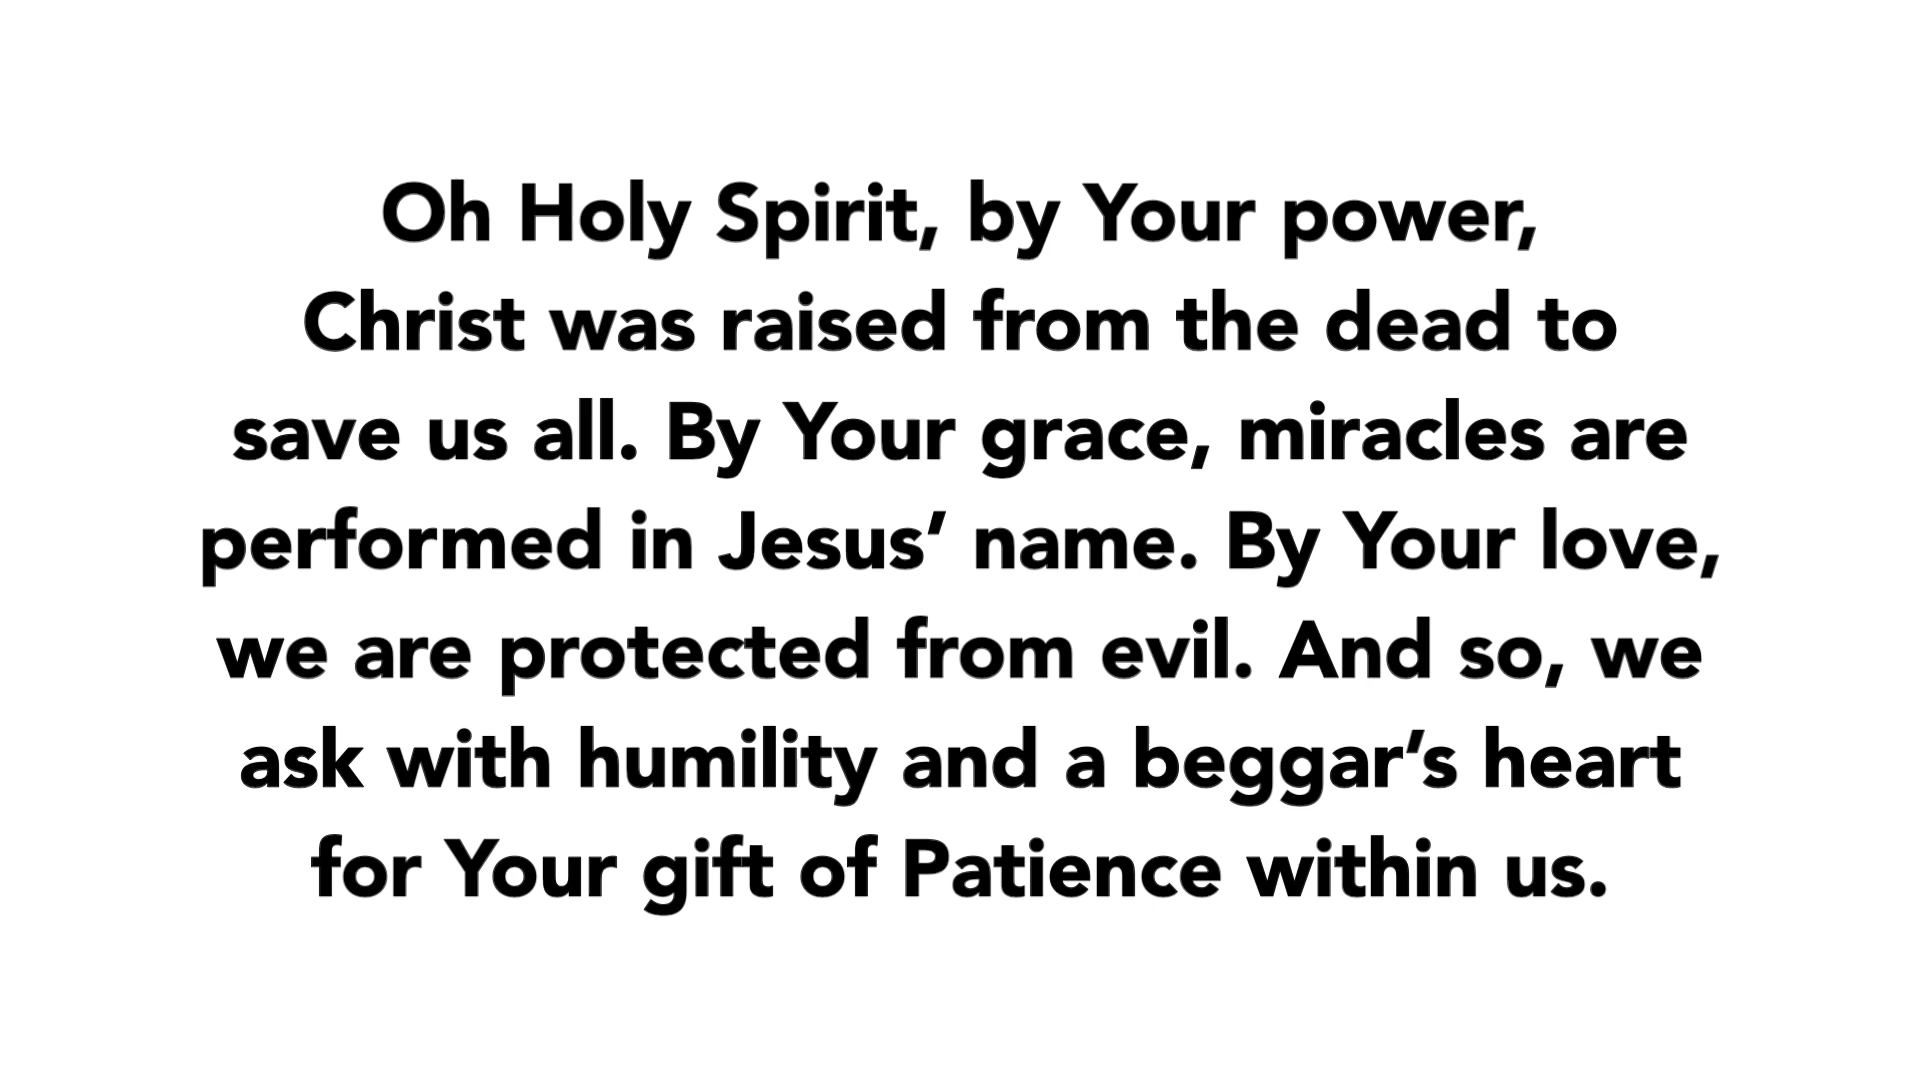 Oh Holy Spirit, by Your power,
Christ was raised from the dead to
save us all. By Your grace, miracles are
performed in Jesus’ name. By Your love,
we are protected from evil. And so, we
ask with humility and a beggar’s heart
for Your gift of Patience within us.